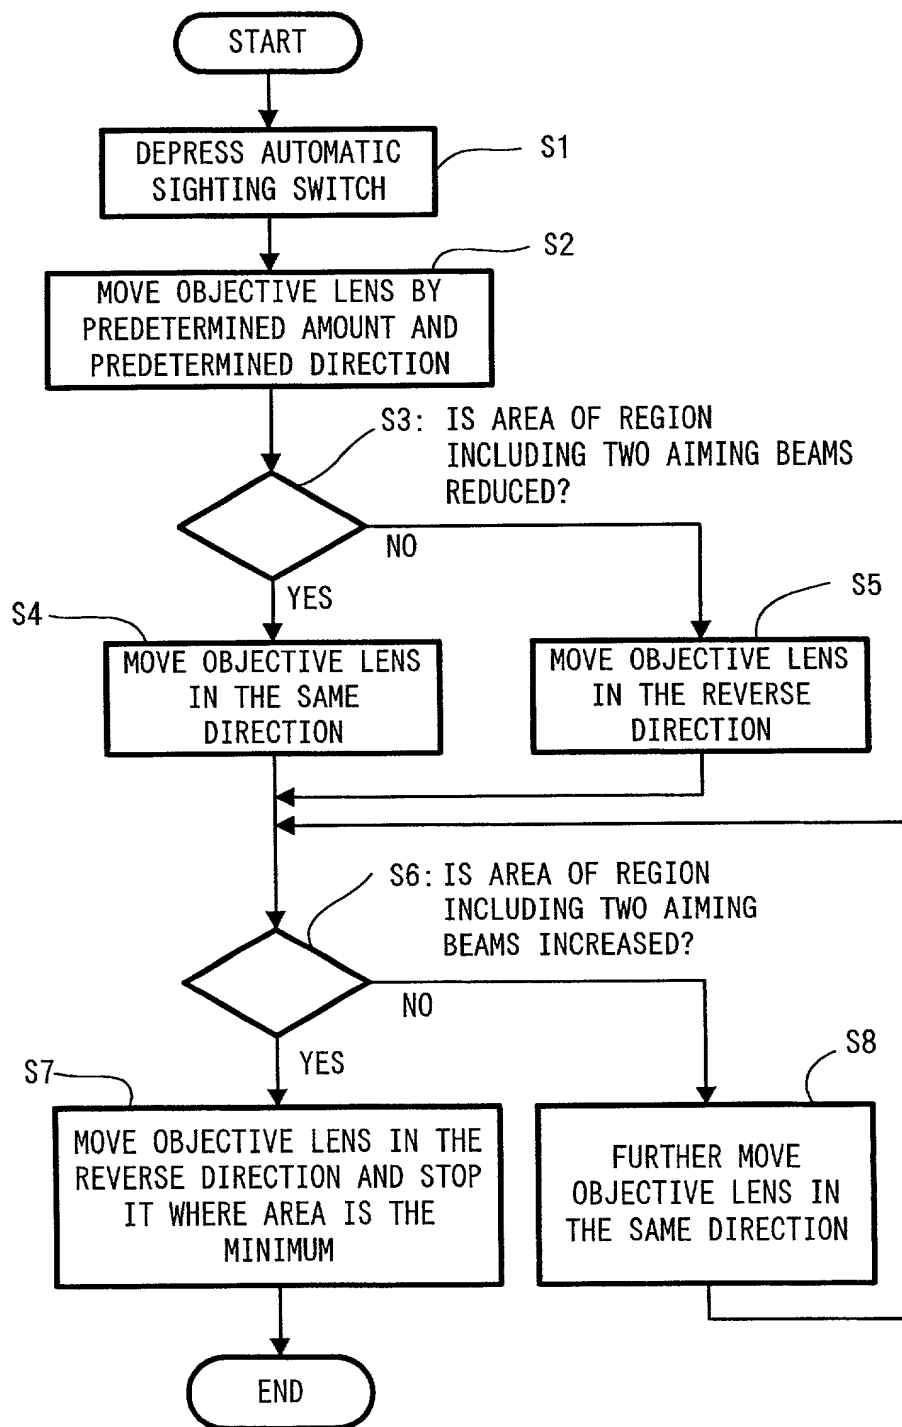 START
DEPRESS AUTOMATIC
SIGHTING SWITCH
S1
S2
MOVE OBJECTIVE LENS BY
PREDETERMINED AMOUNT AND
PREDETERMINED DIRECTION
S3: IS AREA OF REGION
INCLUDING TWO AIMING BEAMS
REDUCED?
NO
YES
S4
MOVE OBJECTIVE LENS
IN THE SAME
DIRECTION
S5
MOVE OBJECTIVE LENS
IN THE REVERSE
DIRECTION
S6: IS AREA OF REGION
INCLUDING TWO AIMING
BEAMS INCREASED?
NO
YES
S7
MOVE OBJECTIVE LENS IN THE
REVERSE DIRECTION AND STOP
IT WHERE AREA IS THE
MINIMUM
S8
FURTHER MOVE
OBJECTIVE LENS IN
THE SAME DIRECTION
END